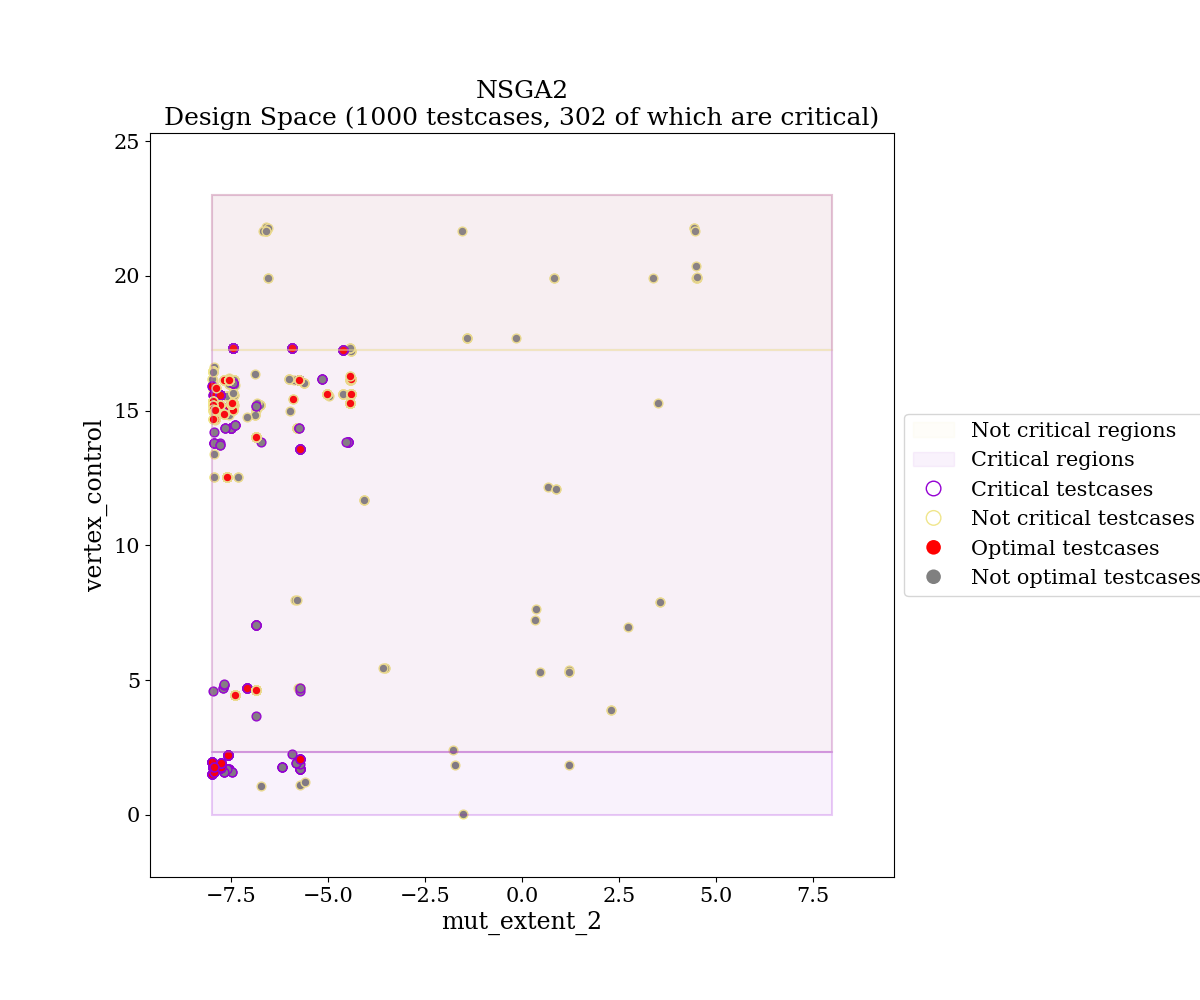 NSGA2
Design Space (1000 testcases, 302 of which are critical)
25
20
15
10
5
0
vertex_control
−7.5
−5.0
−2.5
0.0
2.5
5.0
7.5
mut_extent_2
Not critical regions
Critical regions
Critical testcases
Not critical testcases
Optimal testcases
Not optimal testcases